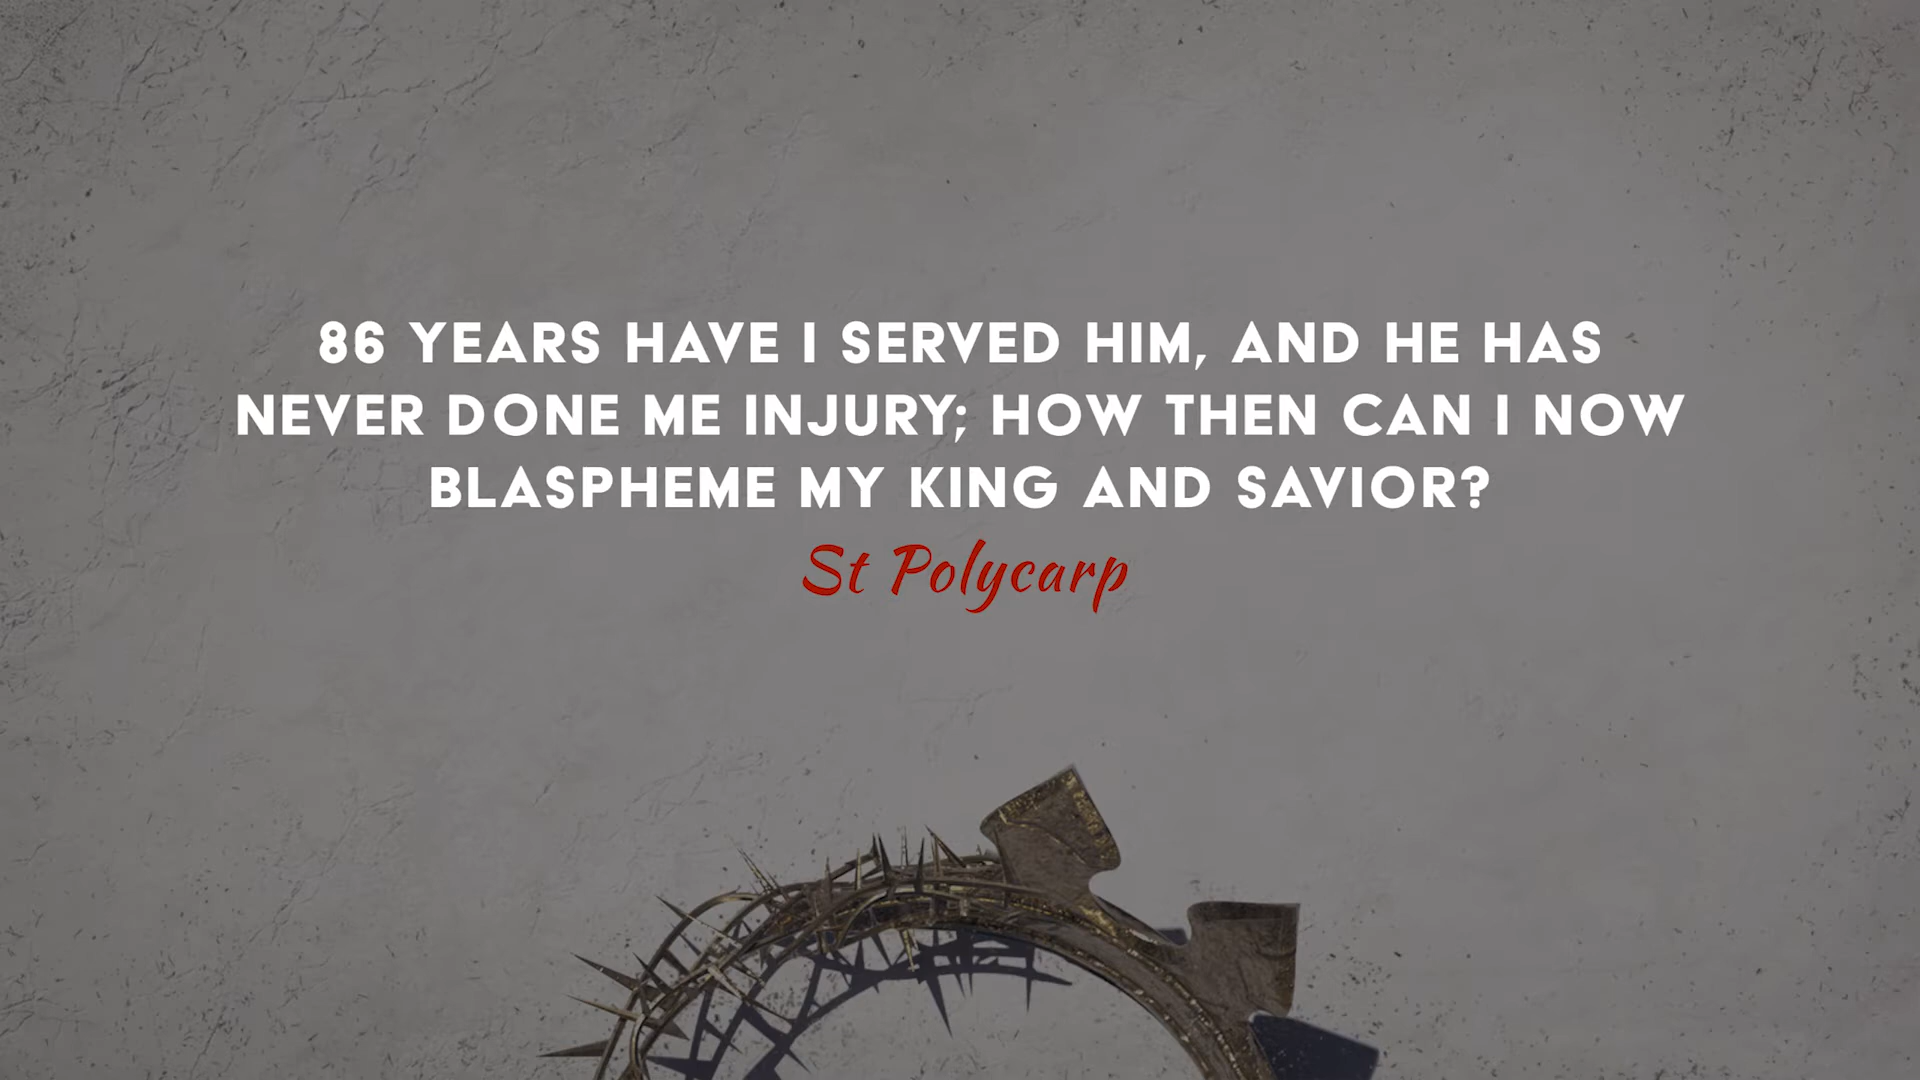 86 YEARS HAVE I SERVED HIM, AND HE HAS
NEVER DONE ME INJURY; HOW THEN CAN I NOW
BLASPHEME MY KING AND SAVIOR?
St Polycarp